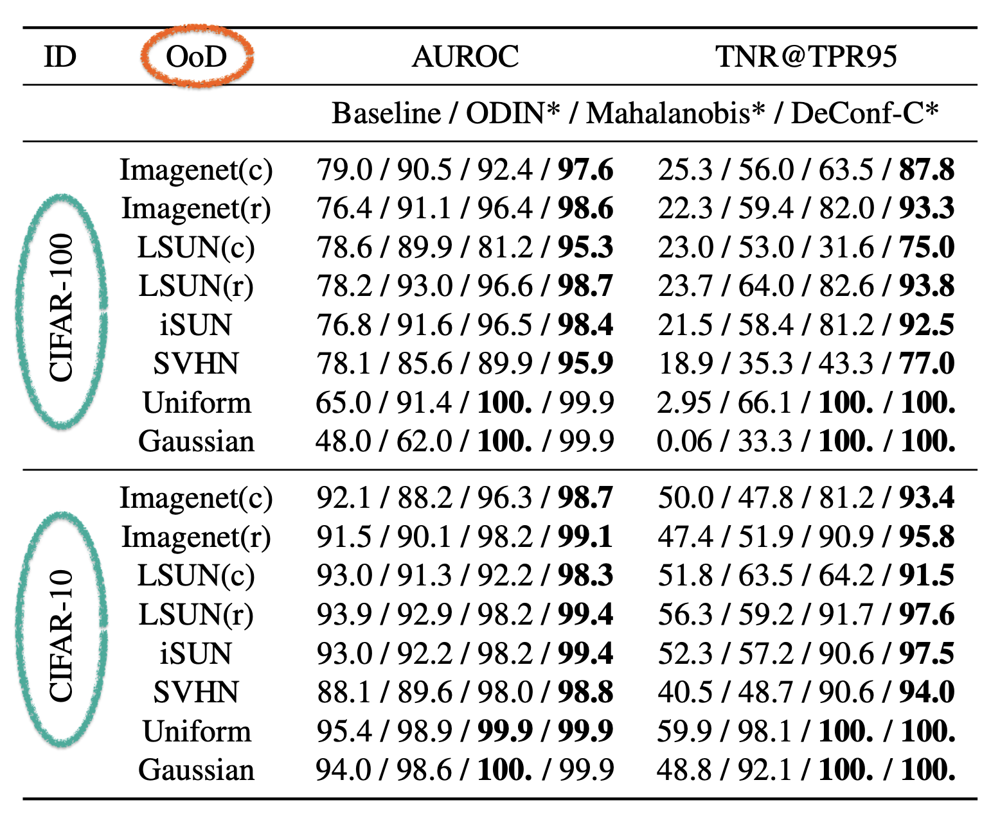 ID OoD AUROC TNR@TPR95
Baseline / ODIN* / Mahalanobis* / DeConf-C*
CIFAR-100
Imagenet(c) 79.0 / 90.5 / 92.4 / 97.6 25.3 / 56.0 / 63.5 / 87.8
Imagenet(r) 76.4 / 91.1 / 96.4 / 98.6 22.3 / 59.4 / 82.0 / 93.3
LSUN(c) 78.6 / 89.9 / 81.2 / 95.3 23.0 / 53.0 / 31.6 / 75.0
LSUN(r) 78.2 / 93.0 / 96.6 / 98.7 23.7 / 64.0 / 82.6 / 93.8
iSUN 76.8 / 91.6 / 96.5 / 98.4 21.5 / 58.4 / 81.2 / 92.5
SVHN 78.1 / 85.6 / 89.9 / 95.9 18.9 / 35.3 / 43.3 / 77.0
Uniform 65.0 / 91.4 / 100. / 99.9 2.95 / 66.1 / 100. / 100.
Gaussian 48.0 / 62.0 / 100. / 99.9 0.06 / 33.3 / 100. / 100.
CIFAR-10
Imagenet(c) 92.1 / 88.2 / 96.3 / 98.7 50.0 / 47.8 / 81.2 / 93.4
Imagenet(r) 91.5 / 90.1 / 98.2 / 99.1 47.4 / 51.9 / 90.9 / 95.8
LSUN(c) 93.0 / 91.3 / 92.2 / 98.3 51.8 / 63.5 / 64.2 / 91.5
LSUN(r) 93.9 / 92.9 / 98.2 / 99.4 56.3 / 59.2 / 91.7 / 97.6
iSUN 93.0 / 92.2 / 98.2 / 99.4 52.3 / 57.2 / 90.6 / 97.5
SVHN 88.1 / 89.6 / 98.0 / 98.8 40.5 / 48.7 / 90.6 / 94.0
Uniform 95.4 / 98.9 / 99.9 / 99.9 59.9 / 98.1 / 100. / 100.
Gaussian 94.0 / 98.6 / 100. / 99.9 48.8 / 92.1 / 100. / 100.